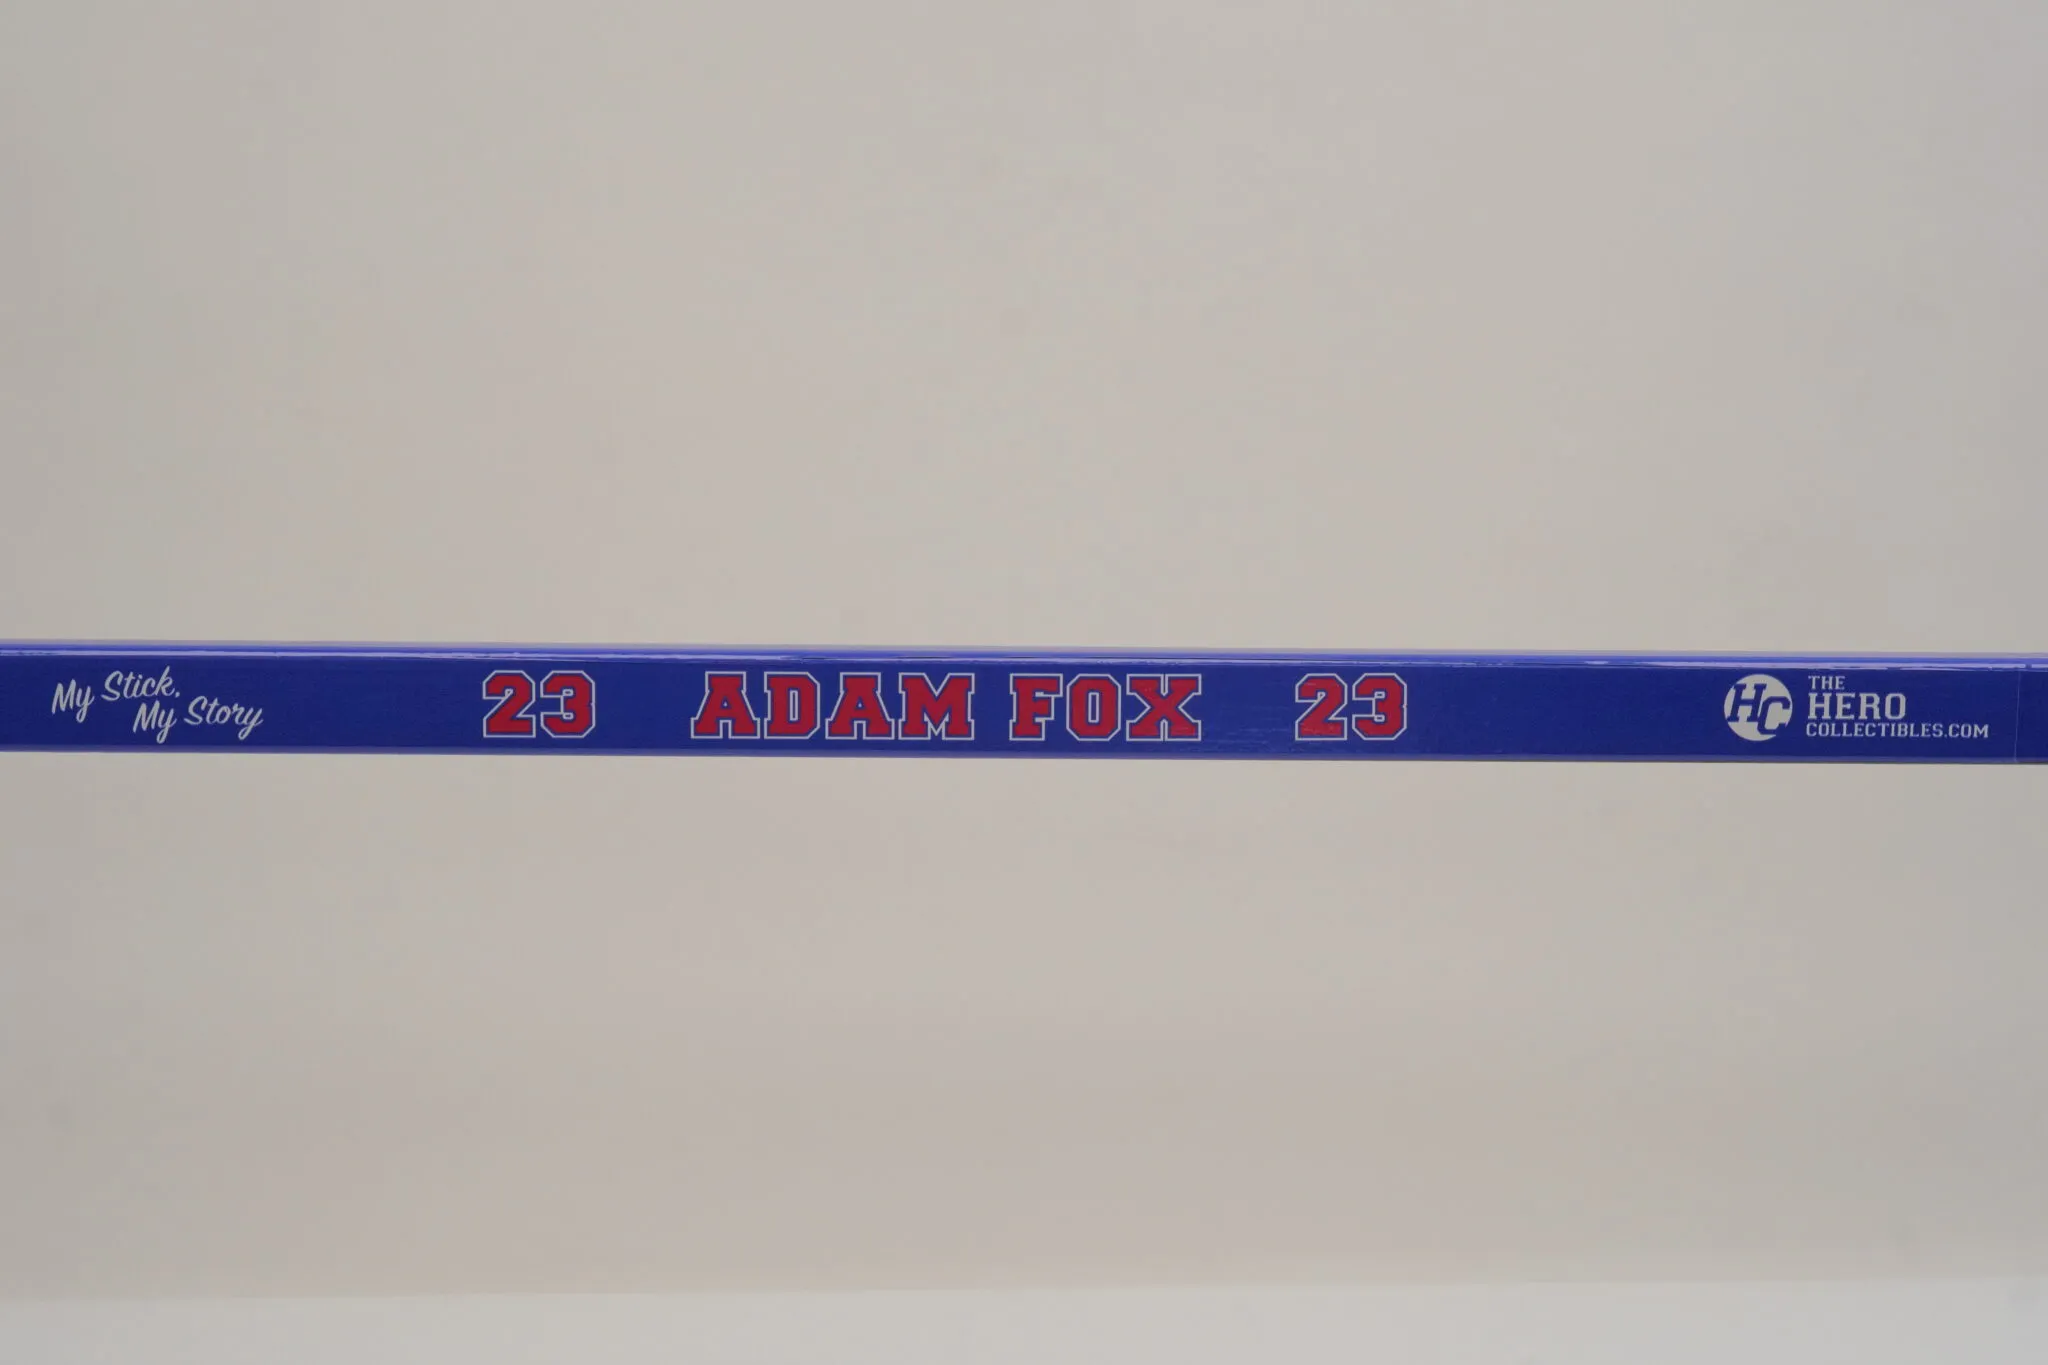 My Stick,
My Story
23 ADAM FOX 23
HC
THE
HERO
COLLECTIBLES.COM